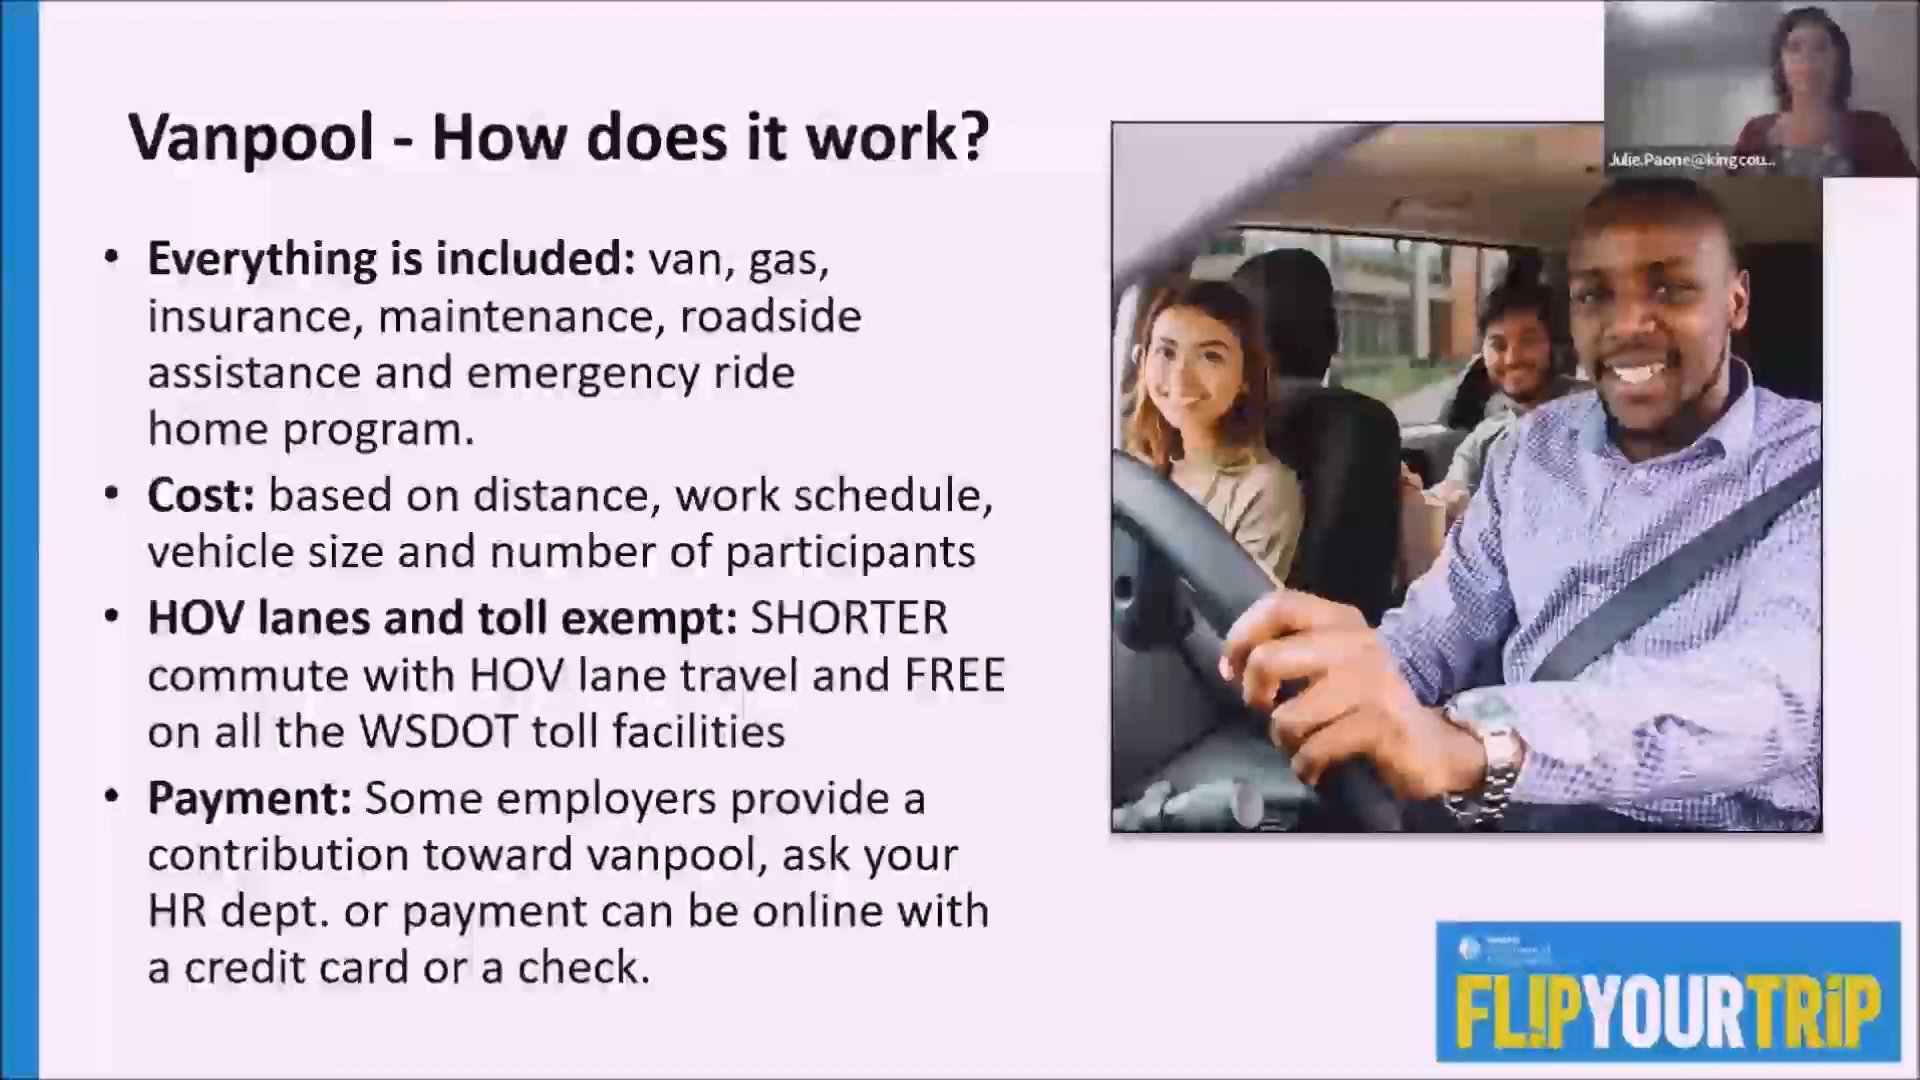 Julie.Paone@kingcou...
Vanpool - How does it work?
• Everything is included: van, gas,
insurance, maintenance, roadside
assistance and emergency ride
home program.
• Cost: based on distance, work schedule,
vehicle size and number of participants
• HOV lanes and toll exempt: SHORTER
commute with HOV lane travel and FREE
on all the WSDOT toll facilities
• Payment: Some employers provide a
contribution toward vanpool, ask your
HR dept. or payment can be online with
a credit card or a check.
FL!PYOURTRiP